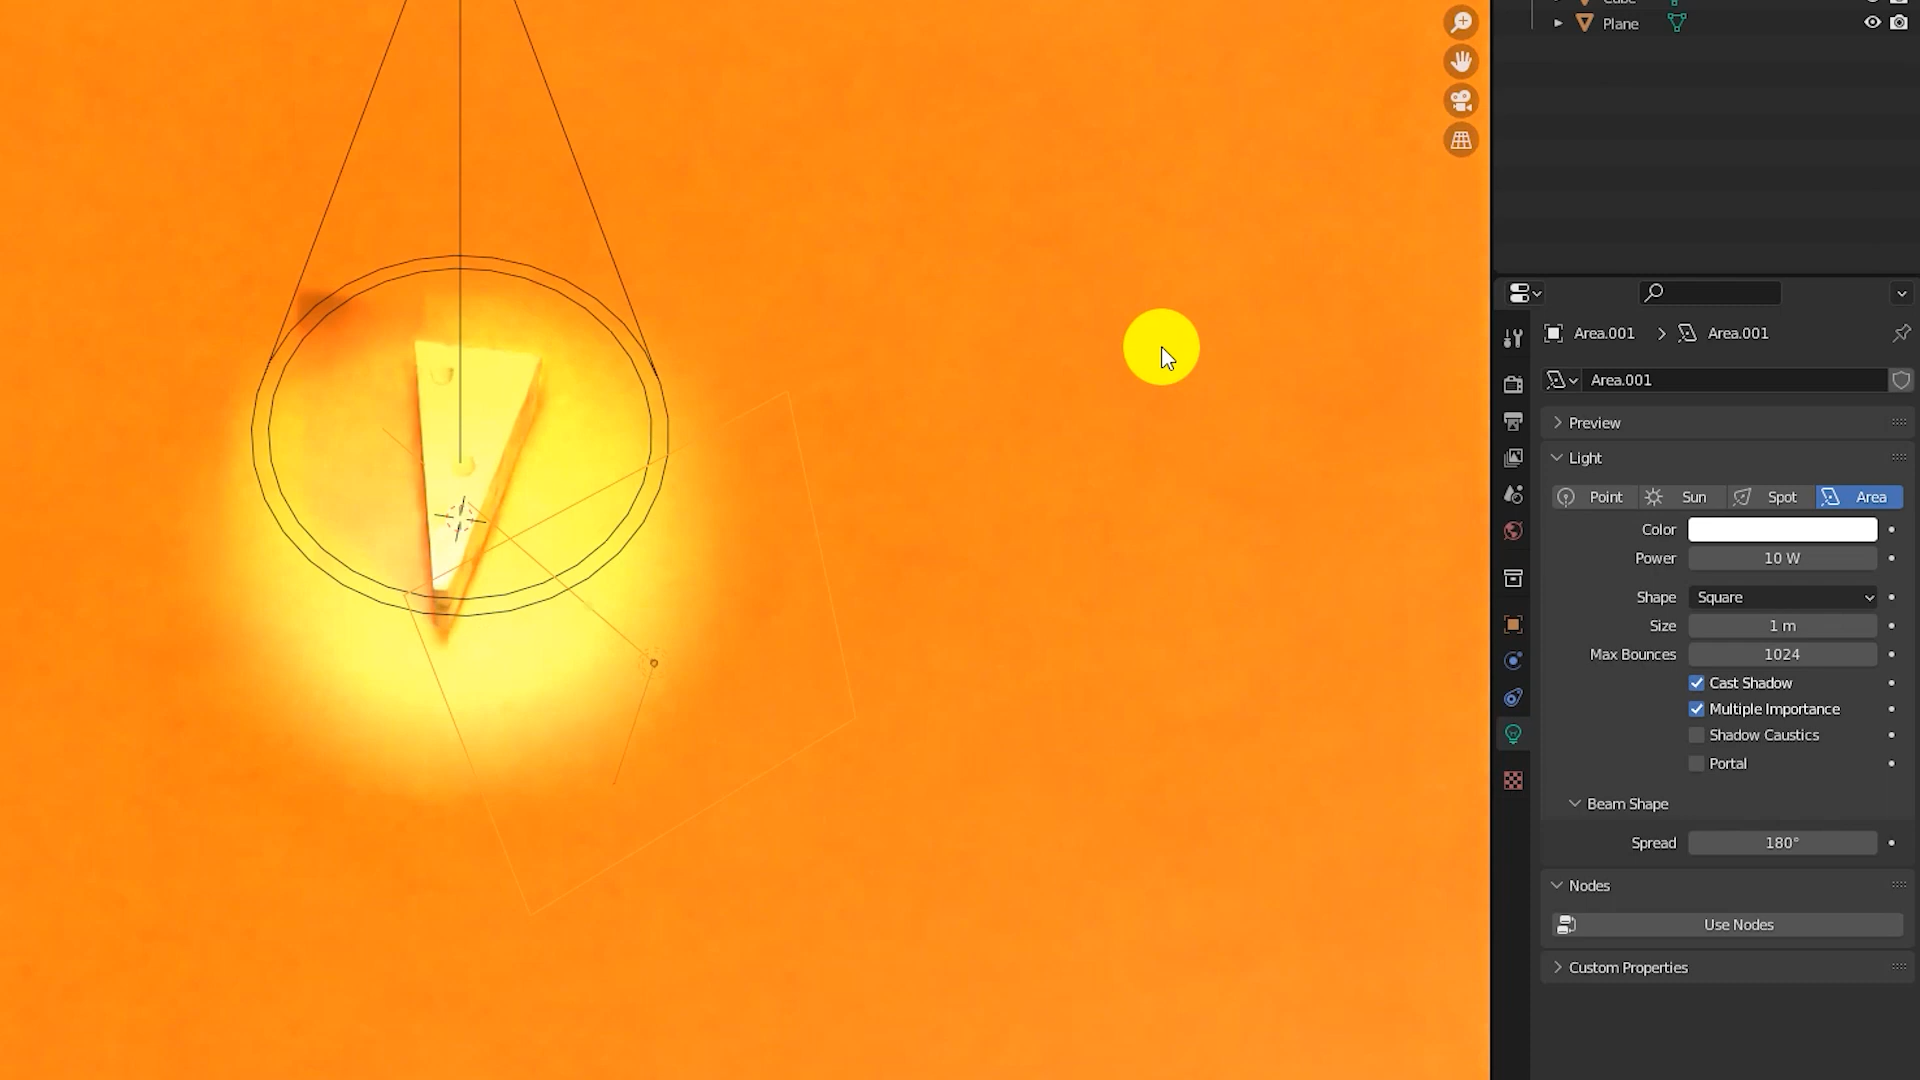 Cube
Plane
Area.001 Area.001
Area.001
Preview
Light
Point Sun Spot Area
Color
Power 10 W
Shape Square
Size 1 m
Max Bounces 1024
Cast Shadow
Multiple Importance
Shadow Caustics
Portal
Beam Shape
Spread 180°
Nodes
Use Nodes
Custom Properties